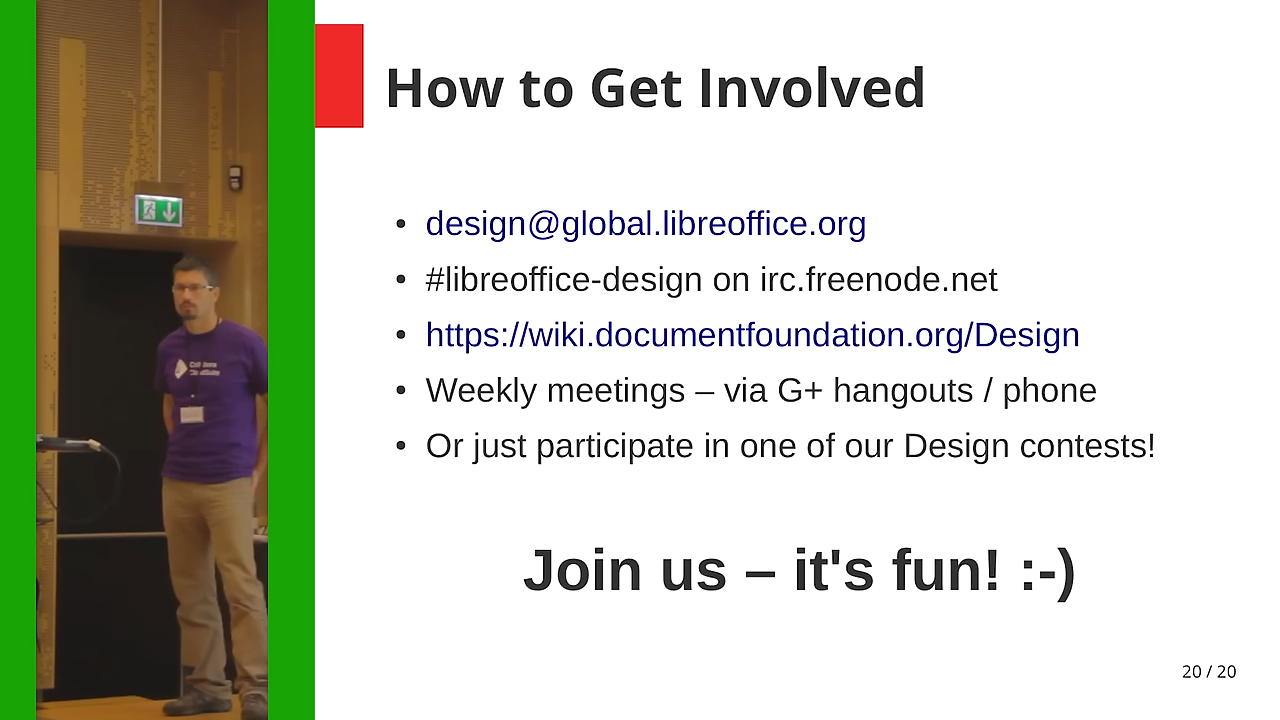 How to Get Involved
• design@global.libreoffice.org
• #libreoffice-design on irc.freenode.net
• https://wiki.documentfoundation.org/Design
• Weekly meetings – via G+ hangouts / phone
• Or just participate in one of our Design contests!
Join us – it's fun! :-)
20 / 20